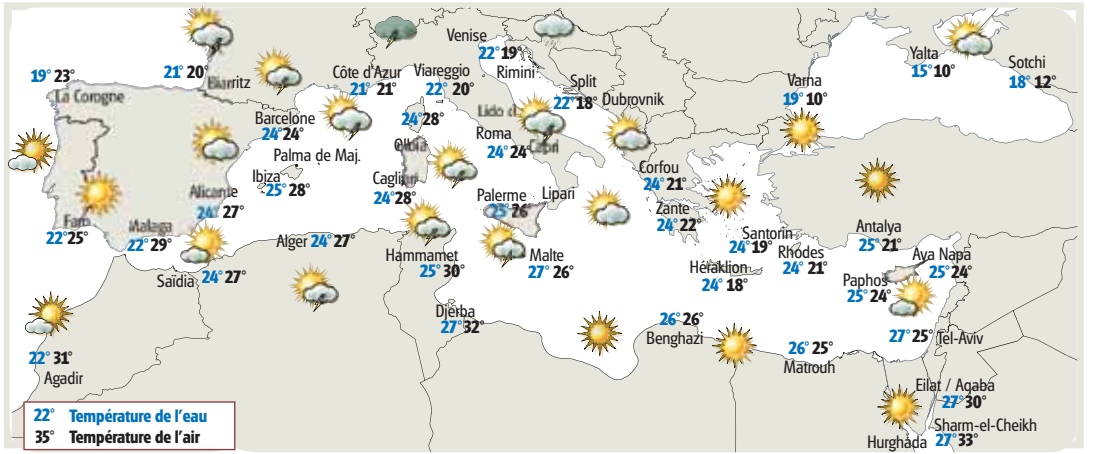 Venise
22° 19°
Rimini
Yalta
15° 10°
Sotchi
18° 12°
19° 23°
La Corogne
21° 20°
Biarritz
Côte d'Azur
21° 21°
Viareggio
22° 20°
Split
22° 18°
Dubrovnik
Varna
19° 10°
Barcelone
24° 24°
24° 28°
Olbia
Lido
Roma
24° 24°
Capri
Palma de Maj.
Ibiza
25° 28°
Cagliari
24° 28°
Corfou
24° 21°
Alicante
24° 27°
Palerme
25° 26°
Lipari
Zante
24° 22°
Faro
22° 25°
Malaga
22° 29°
Santorin
24° 19°
Antalya
25° 21°
Alger 24° 27°
Hammamet
25° 30°
Malte
27° 26°
Rhodes
24° 21°
Héraklion
24° 18°
Aya Napa
25° 24°
Paphos
25° 24°
Saïdia
24° 27°
Djerba
27° 32°
26° 26°
Benghazi
27° 25°
Tel-Aviv
26° 25°
Matrouh
22° 31°
Agadir
Eilat / Aqaba
27° 30°
Sharm-el-Cheikh
27° 33°
Hurghada
22° Température de l'eau
35° Température de l'air